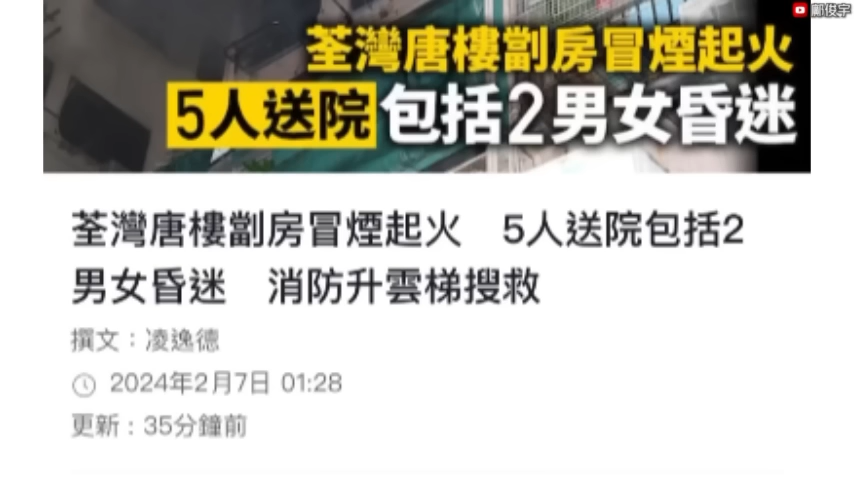 鄺俊宇
荃灣唐樓劏房冒煙起火
5人送院 包括2男女昏迷
荃灣唐樓劏房冒煙起火 5人送院包括2
男女昏迷 消防升雲梯搜救
撰文：凌逸德
2024年2月7日 01:28
更新：35分鐘前